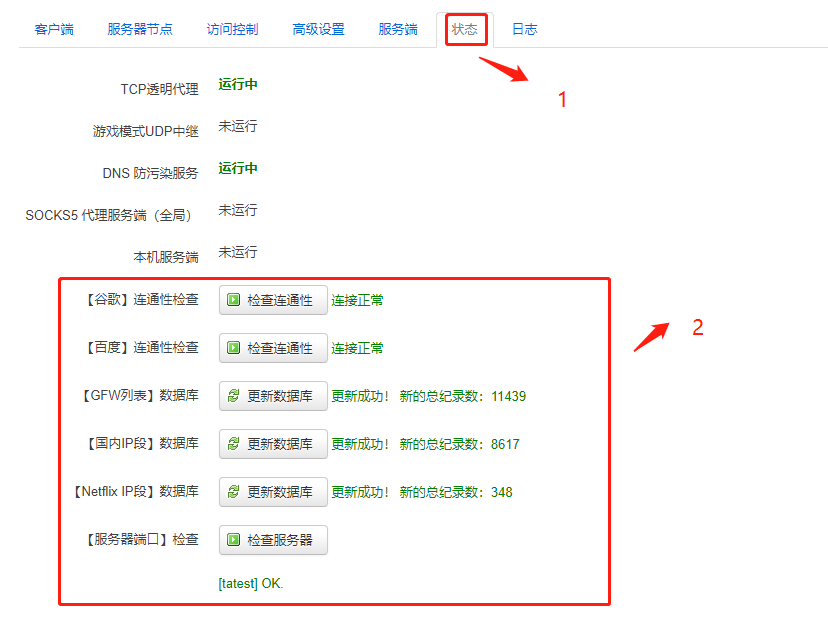 客户端 服务器节点 访问控制 高级设置 服务端 状态 日志
1
TCP透明代理 运行中
游戏模式UDP中继 未运行
DNS 防污染服务 运行中
SOCKS5 代理服务端（全局） 未运行
本机服务端 未运行
【谷歌】连通性检查 检查连通性 连接正常
2
【百度】连通性检查 检查连通性 连接正常
【GFW列表】数据库 更新数据库 更新成功！ 新的总纪录数：11439
【国内IP段】数据库 更新数据库 更新成功！ 新的总纪录数：8617
【Netflix IP段】数据库 更新数据库 更新成功！ 新的总纪录数：348
【服务器端口】检查 检查服务器
[tatest] OK.